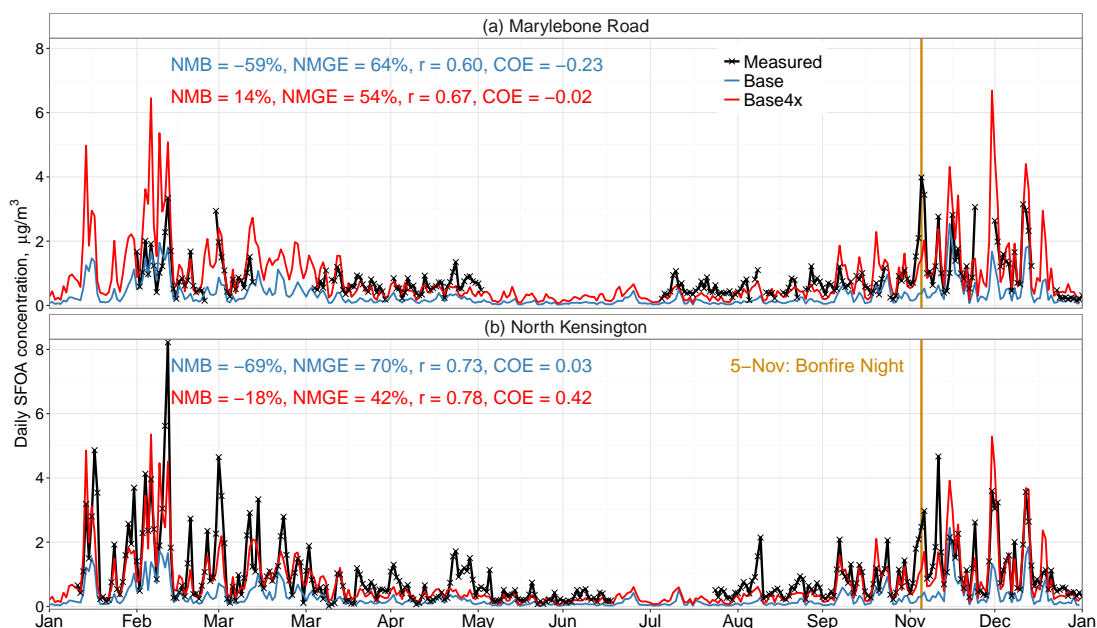 (a) Marylebone Road
8
6
4
2
0
NMB = −59%, NMGE = 64%, r = 0.60, COE = −0.23
NMB = 14%, NMGE = 54%, r = 0.67, COE = −0.02
Measured
Base
Base4x
Daily SFOA concentration, μg/m³
(b) North Kensington
8
6
4
2
0
NMB = −69%, NMGE = 70%, r = 0.73, COE = 0.03
NMB = −18%, NMGE = 42%, r = 0.78, COE = 0.42
5−Nov: Bonfire Night
Jan Feb Mar Apr May Jun Jul Aug Sep Nov Dec Jan